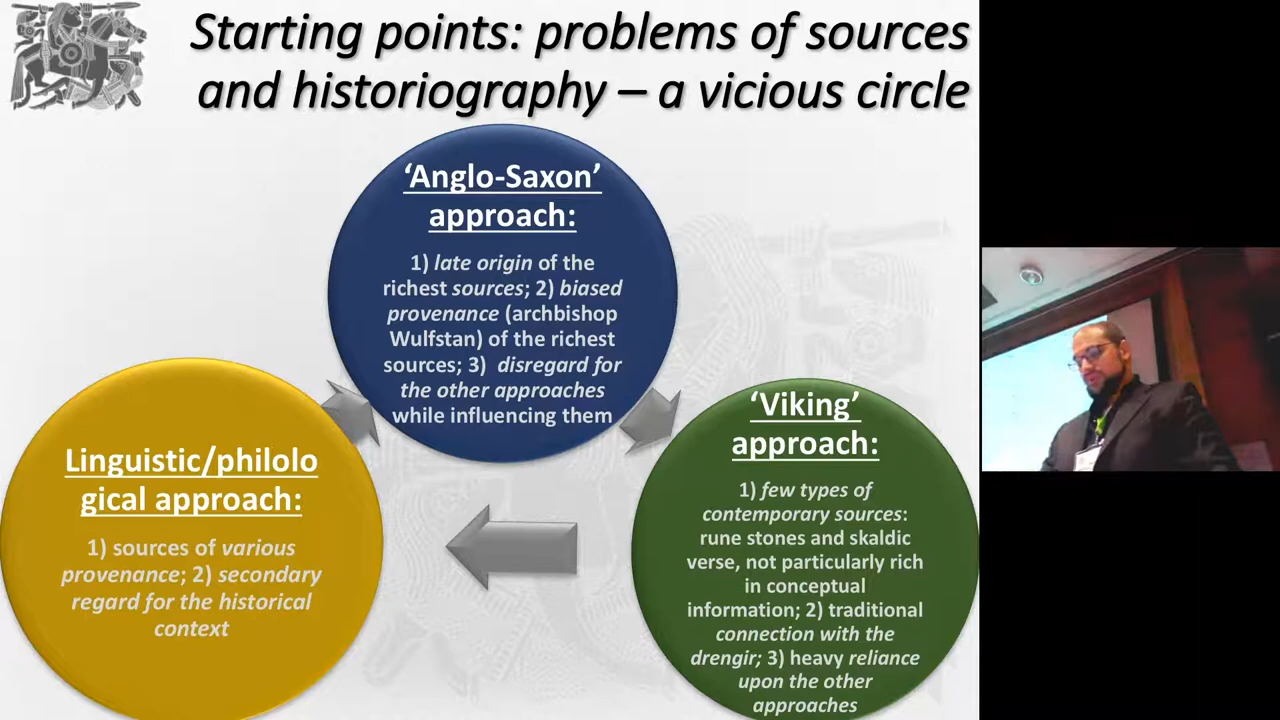 Starting points: problems of sources
and historiography – a vicious circle
‘Anglo-Saxon’
approach:
1) late origin of the
richest sources; 2) biased
provenance (archbishop
Wulfstan) of the richest
sources; 3) disregard for
the other approaches
while influencing them
‘Viking’
approach:
1) few types of
contemporary sources:
rune stones and skaldic
verse, not particularly rich
in conceptual
information; 2) traditional
connection with the
drengir; 3) heavy reliance
upon the other
approaches
Linguistic/philolo
gical approach:
1) sources of various
provenance; 2) secondary
regard for the historical
context